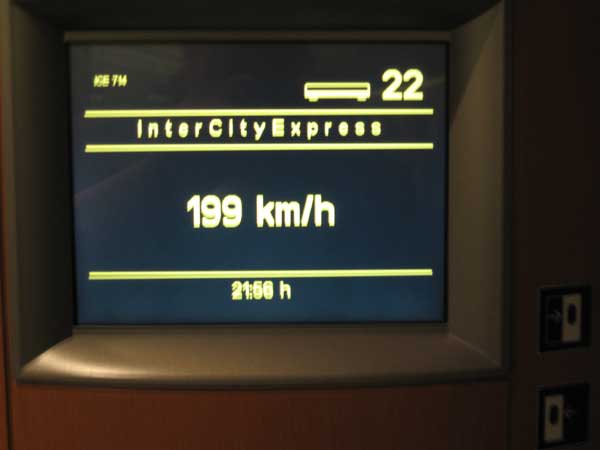 ICE 714
22
InterCityExpress
199 km/h
21:56 h